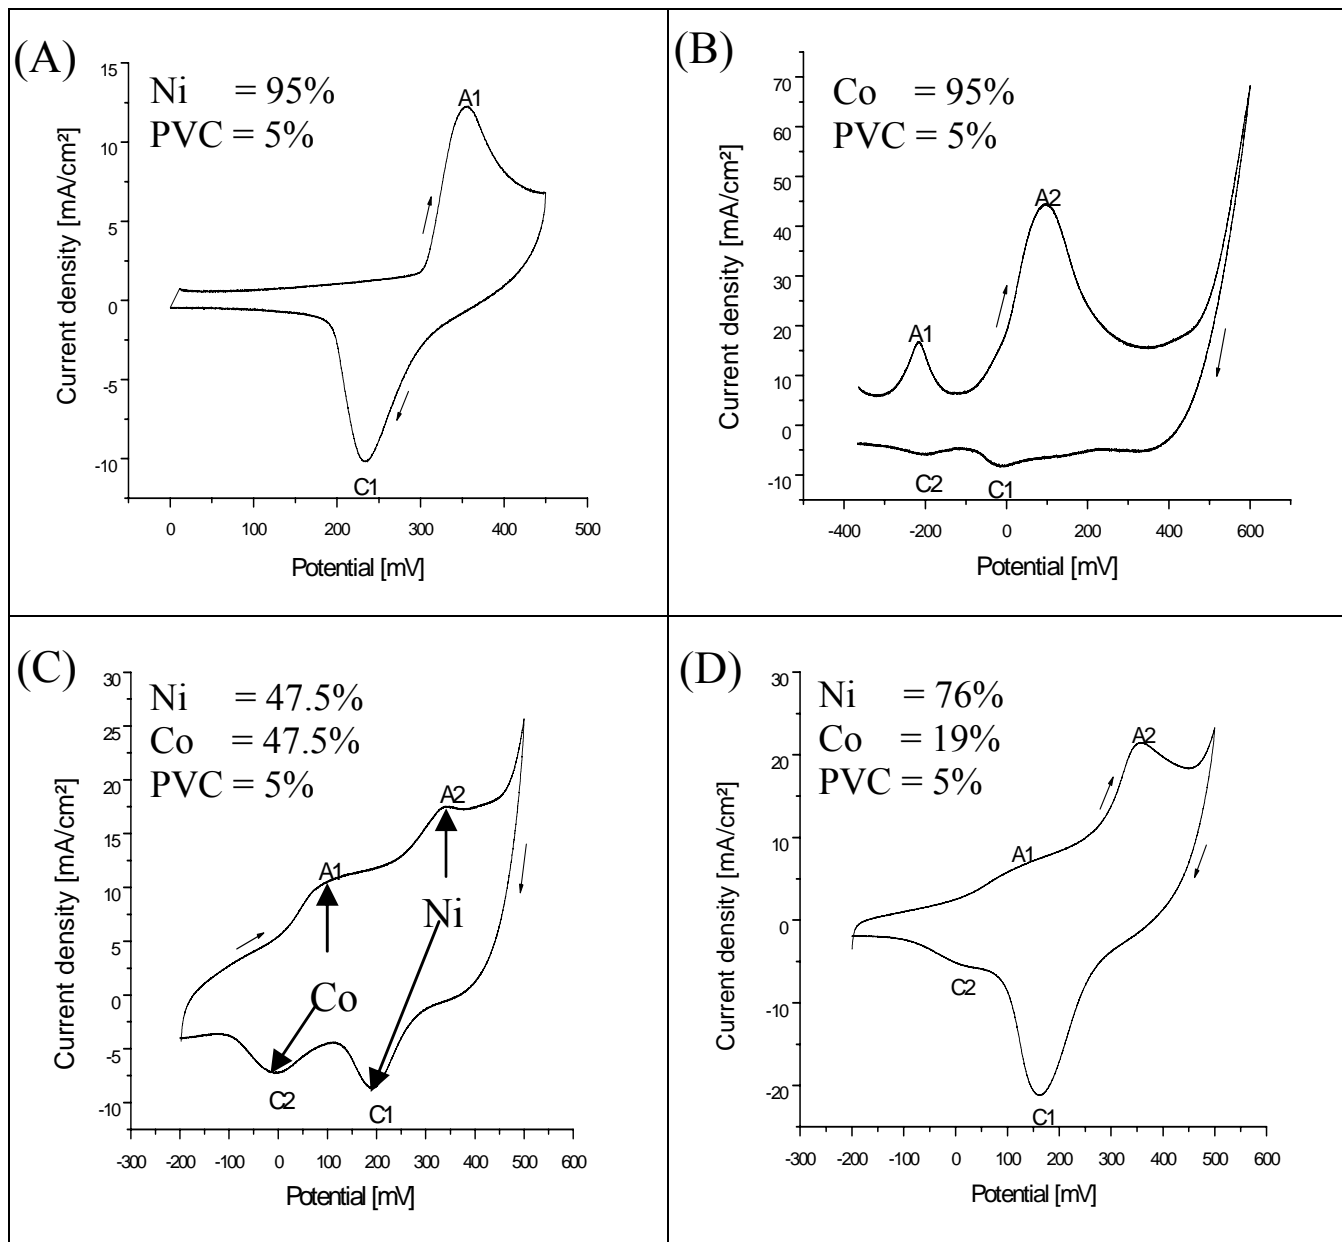 (A)
Ni = 95%
PVC = 5%
A1
C1
15
10
5
0
-5
-10
0 100 200 300 400 500
Current density [mA/cm²]
Potential [mV]
(B)
Co = 95%
PVC = 5%
A2
A1
C2
C1
70
60
50
40
30
20
10
0
-10
-400 -200 0 200 400 600
Current density [mA/cm²]
Potential [mV]
(C)
Ni = 47.5%
Co = 47.5%
PVC = 5%
A2
A1
Ni
Co
C2
C1
30
25
20
15
10
5
0
-5
-10
-300 -200 -100 0 100 200 300 400 500 600
Current density [mA/cm²]
Potential [mV]
(D)
Ni = 76%
Co = 19%
PVC = 5%
A2
A1
C2
C1
30
20
10
0
-10
-20
-300 -200 -100 0 100 200 300 400 500 600
Current density [mA/cm²]
Potential [mV]